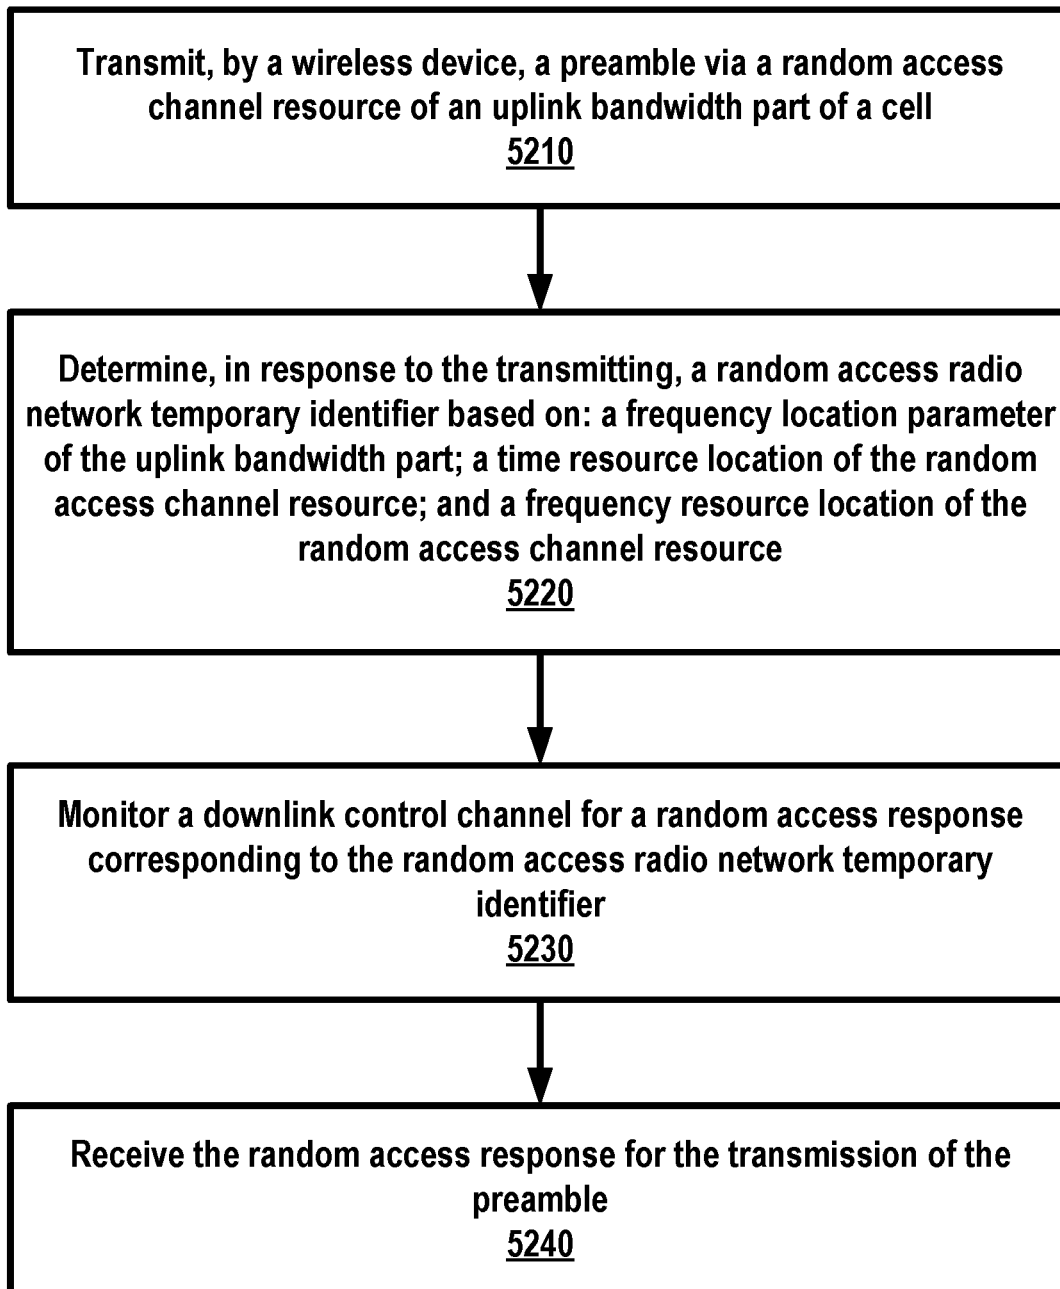 Transmit, by a wireless device, a preamble via a random access
channel resource of an uplink bandwidth part of a cell
5210
Determine, in response to the transmitting, a random access radio
network temporary identifier based on: a frequency location parameter
of the uplink bandwidth part; a time resource location of the random
access channel resource; and a frequency resource location of the
random access channel resource
5220
Monitor a downlink control channel for a random access response
corresponding to the random access radio network temporary
identifier
5230
Receive the random access response for the transmission of the
preamble
5240